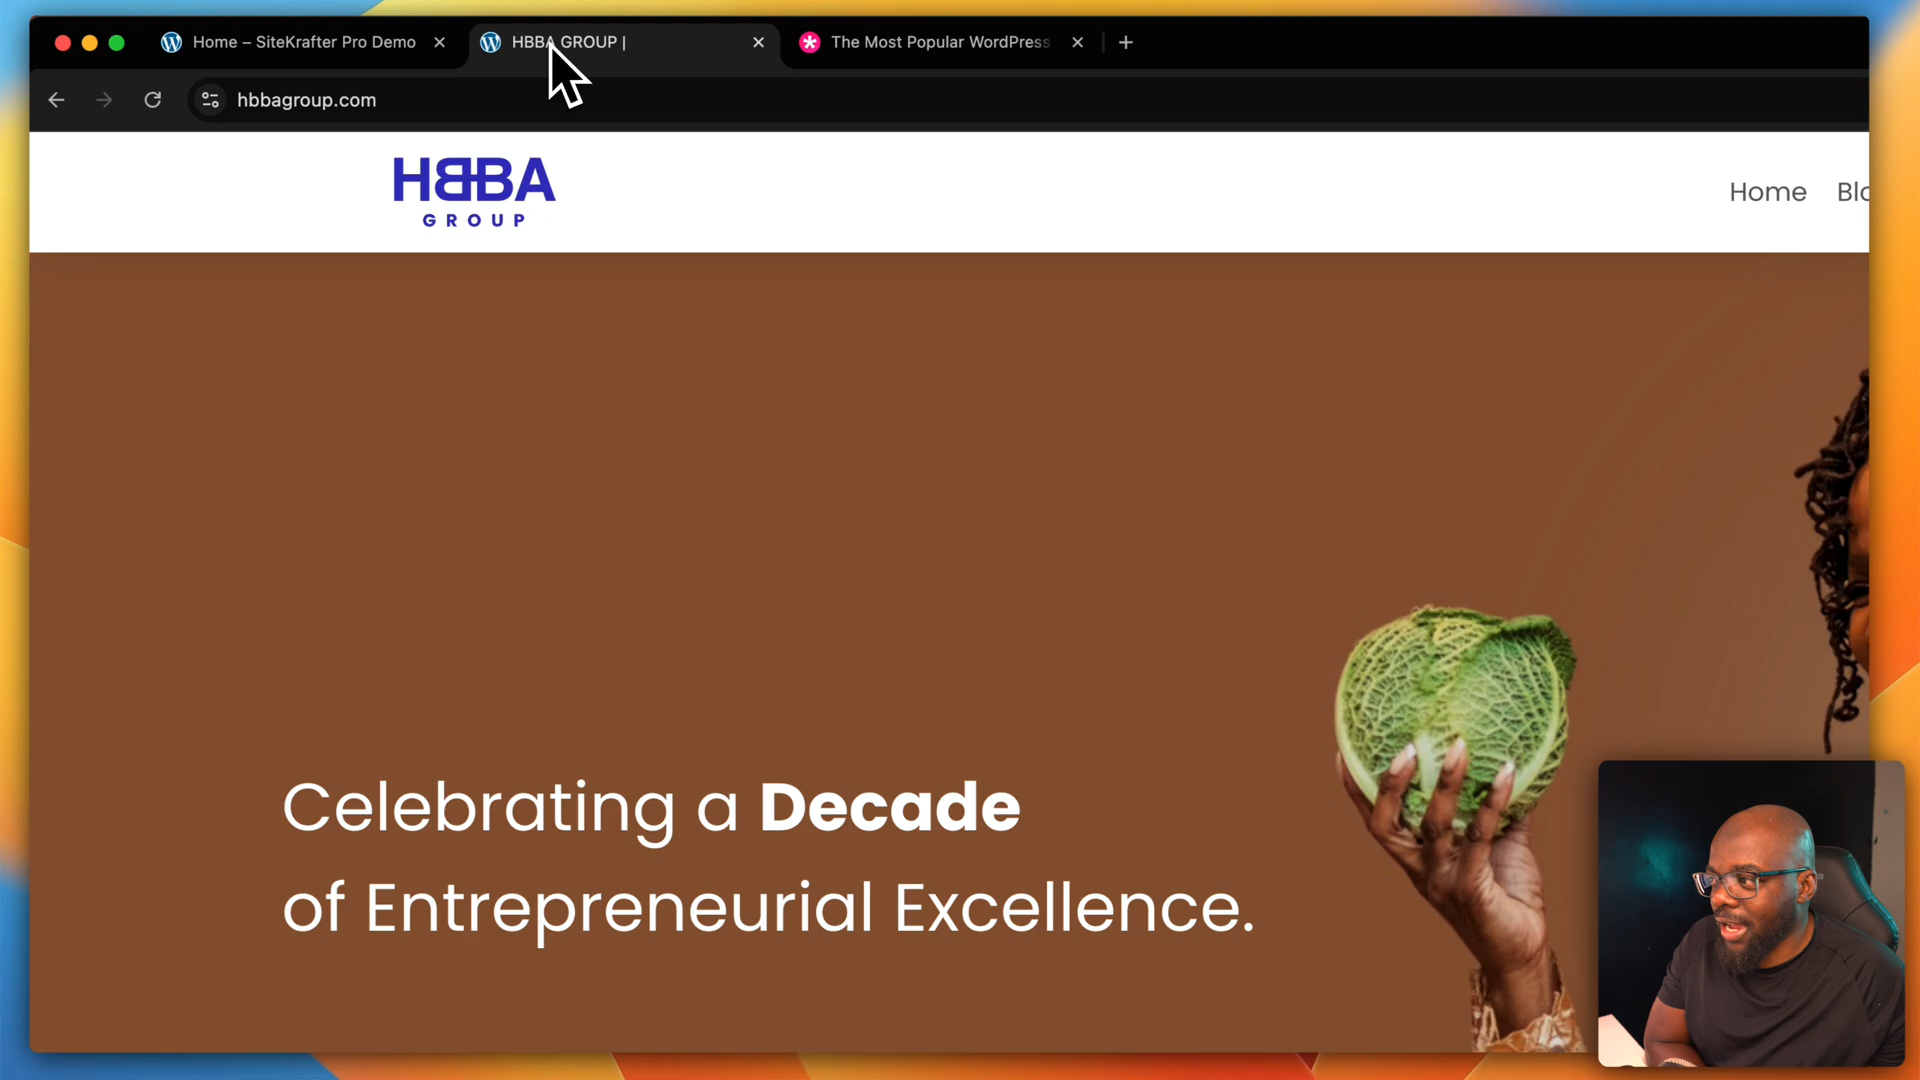 Home – SiteKrafter Pro Demo
HBBA GROUP |
The Most Popular WordPress
hbbagroup.com
HBBA
GROUP
Home
Blo
Celebrating a Decade
of Entrepreneurial Excellence.